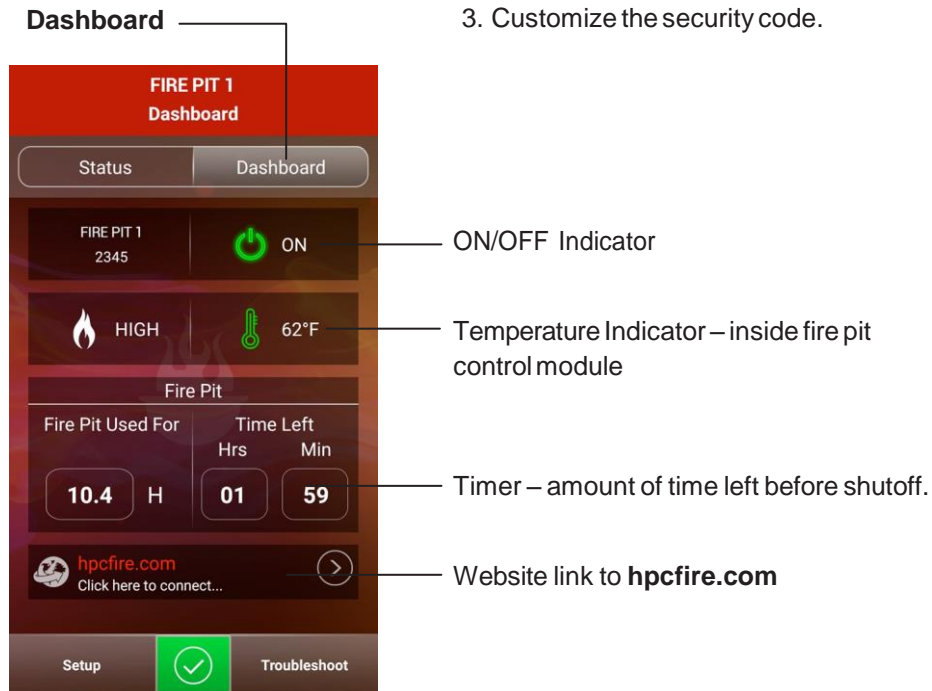 Dashboard
3. Customize the security code.
FIRE PIT 1
Dashboard
Status Dashboard
FIRE PIT 1
2345
ON
ON/OFF Indicator
HIGH
62°F
Temperature Indicator – inside fire pit
control module
Fire Pit
Fire Pit Used For
Time Left
Hrs Min
10.4 H
01 59
Timer – amount of time left before shutoff.
hpcfire.com
Click here to connect...
Website link to hpcfire.com
Setup Troubleshoot